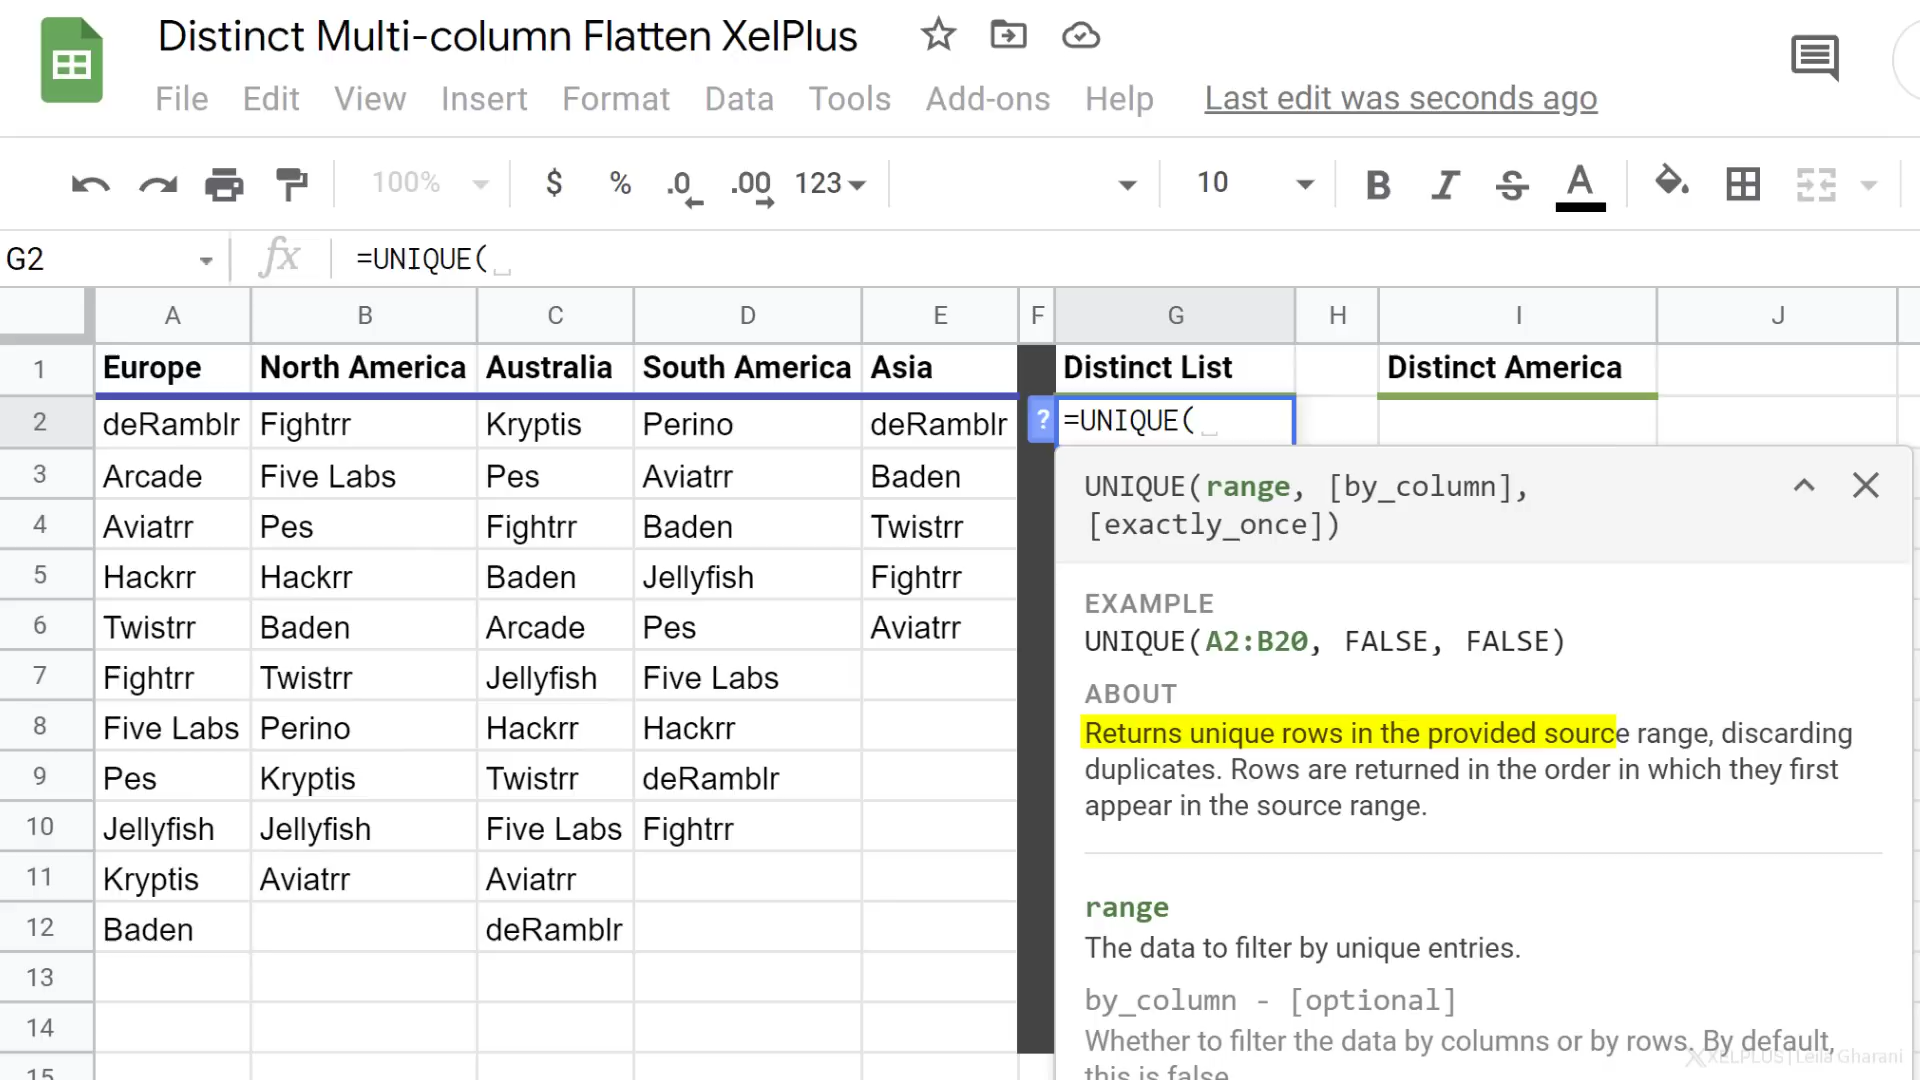 Distinct Multi-column Flatten XelPlus
File Edit View Insert Format Data Tools Add-ons Help Last edit was seconds ago
100% $ % .0 .00 123 10 B I S A
G2 fx =UNIQUE(
A B C D E F G H I J
1 Europe North America Australia South America Asia Distinct List Distinct America
2 deRamblr Fightrr Kryptis Perino deRamblr ? =UNIQUE(
3 Arcade Five Labs Pes Aviatrr Baden
4 Aviatrr Pes Fightrr Baden Twistrr
5 Hackrr Hackrr Baden Jellyfish Fightrr
6 Twistrr Baden Arcade Pes Aviatrr
7 Fightrr Twistrr Jellyfish Five Labs
8 Five Labs Perino Hackrr Hackrr
9 Pes Kryptis Twistrr deRamblr
10 Jellyfish Jellyfish Five Labs Fightrr
11 Kryptis Aviatrr Aviatrr
12 Baden deRamblr
13
14
15
UNIQUE(range, [by_column],
[exactly_once])
EXAMPLE
UNIQUE(A2:B20, FALSE, FALSE)
ABOUT
Returns unique rows in the provided source range, discarding
duplicates. Rows are returned in the order in which they first
appear in the source range.
range
The data to filter by unique entries.
by_column - [optional]
Whether to filter the data by columns or by rows. By default,
this is false
XELPLUS | Leila Gharani